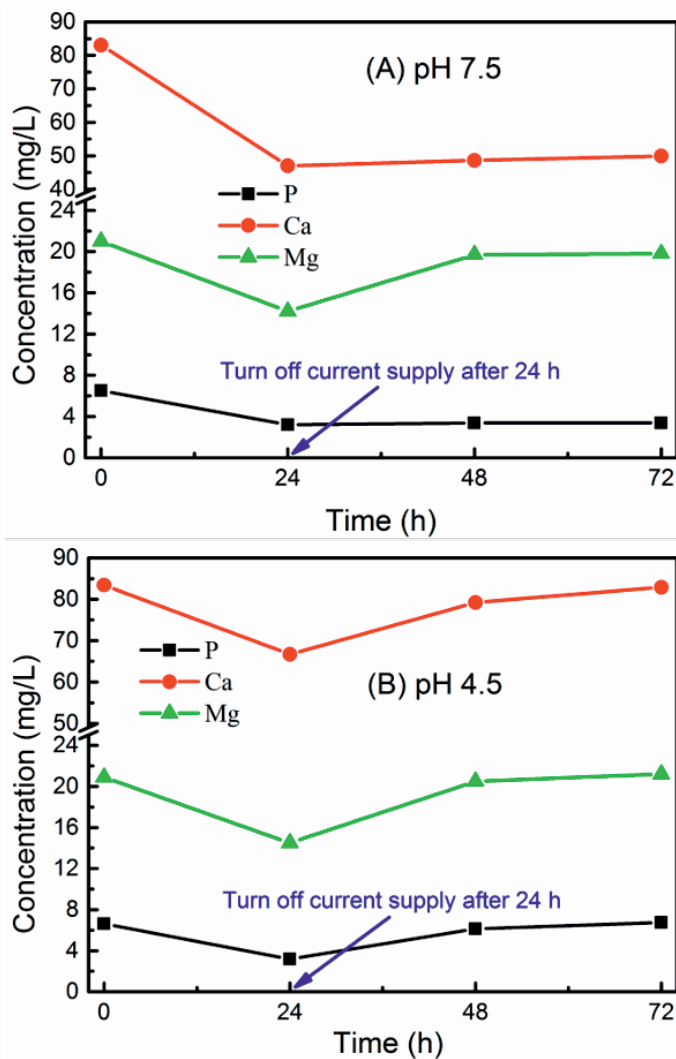 90
80
(A) pH 7.5
70
60
50
40
P
24
Ca
20
Mg
16
12
Turn off current supply after 24 h
8
4
0
0 24 48 72
Concentration (mg/L)
Time (h)
90
80
P
70
Ca
(B) pH 4.5
60
Mg
50
24
20
16
12
Turn off current supply after 24 h
8
4
0
0 24 48 72
Concentration (mg/L)
Time (h)